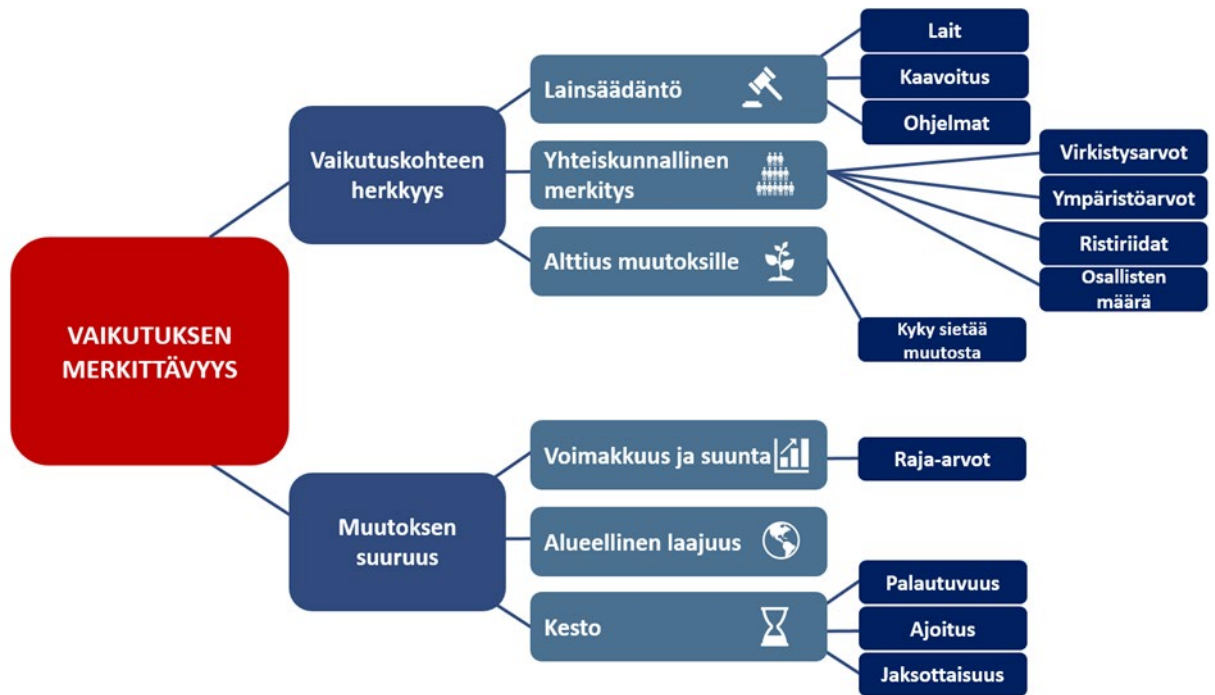 VAIKUTUKSEN
MERKITTÄVYYS
Vaikutuskohteen
herkkyys
Lainsäädäntö
Lait
Kaavoitus
Ohjelmat
Yhteiskunnallinen
merkitys
Virkistysarvot
Ympäristöarvot
Ristiriidat
Osallisten
määrä
Alttius muutoksille
Kyky sietää
muutosta
Muutoksen
suuruus
Voimakkuus ja suunta
Raja-arvot
Alueellinen laajuus
Kesto
Palautuvuus
Ajoitus
Jaksottaisuus